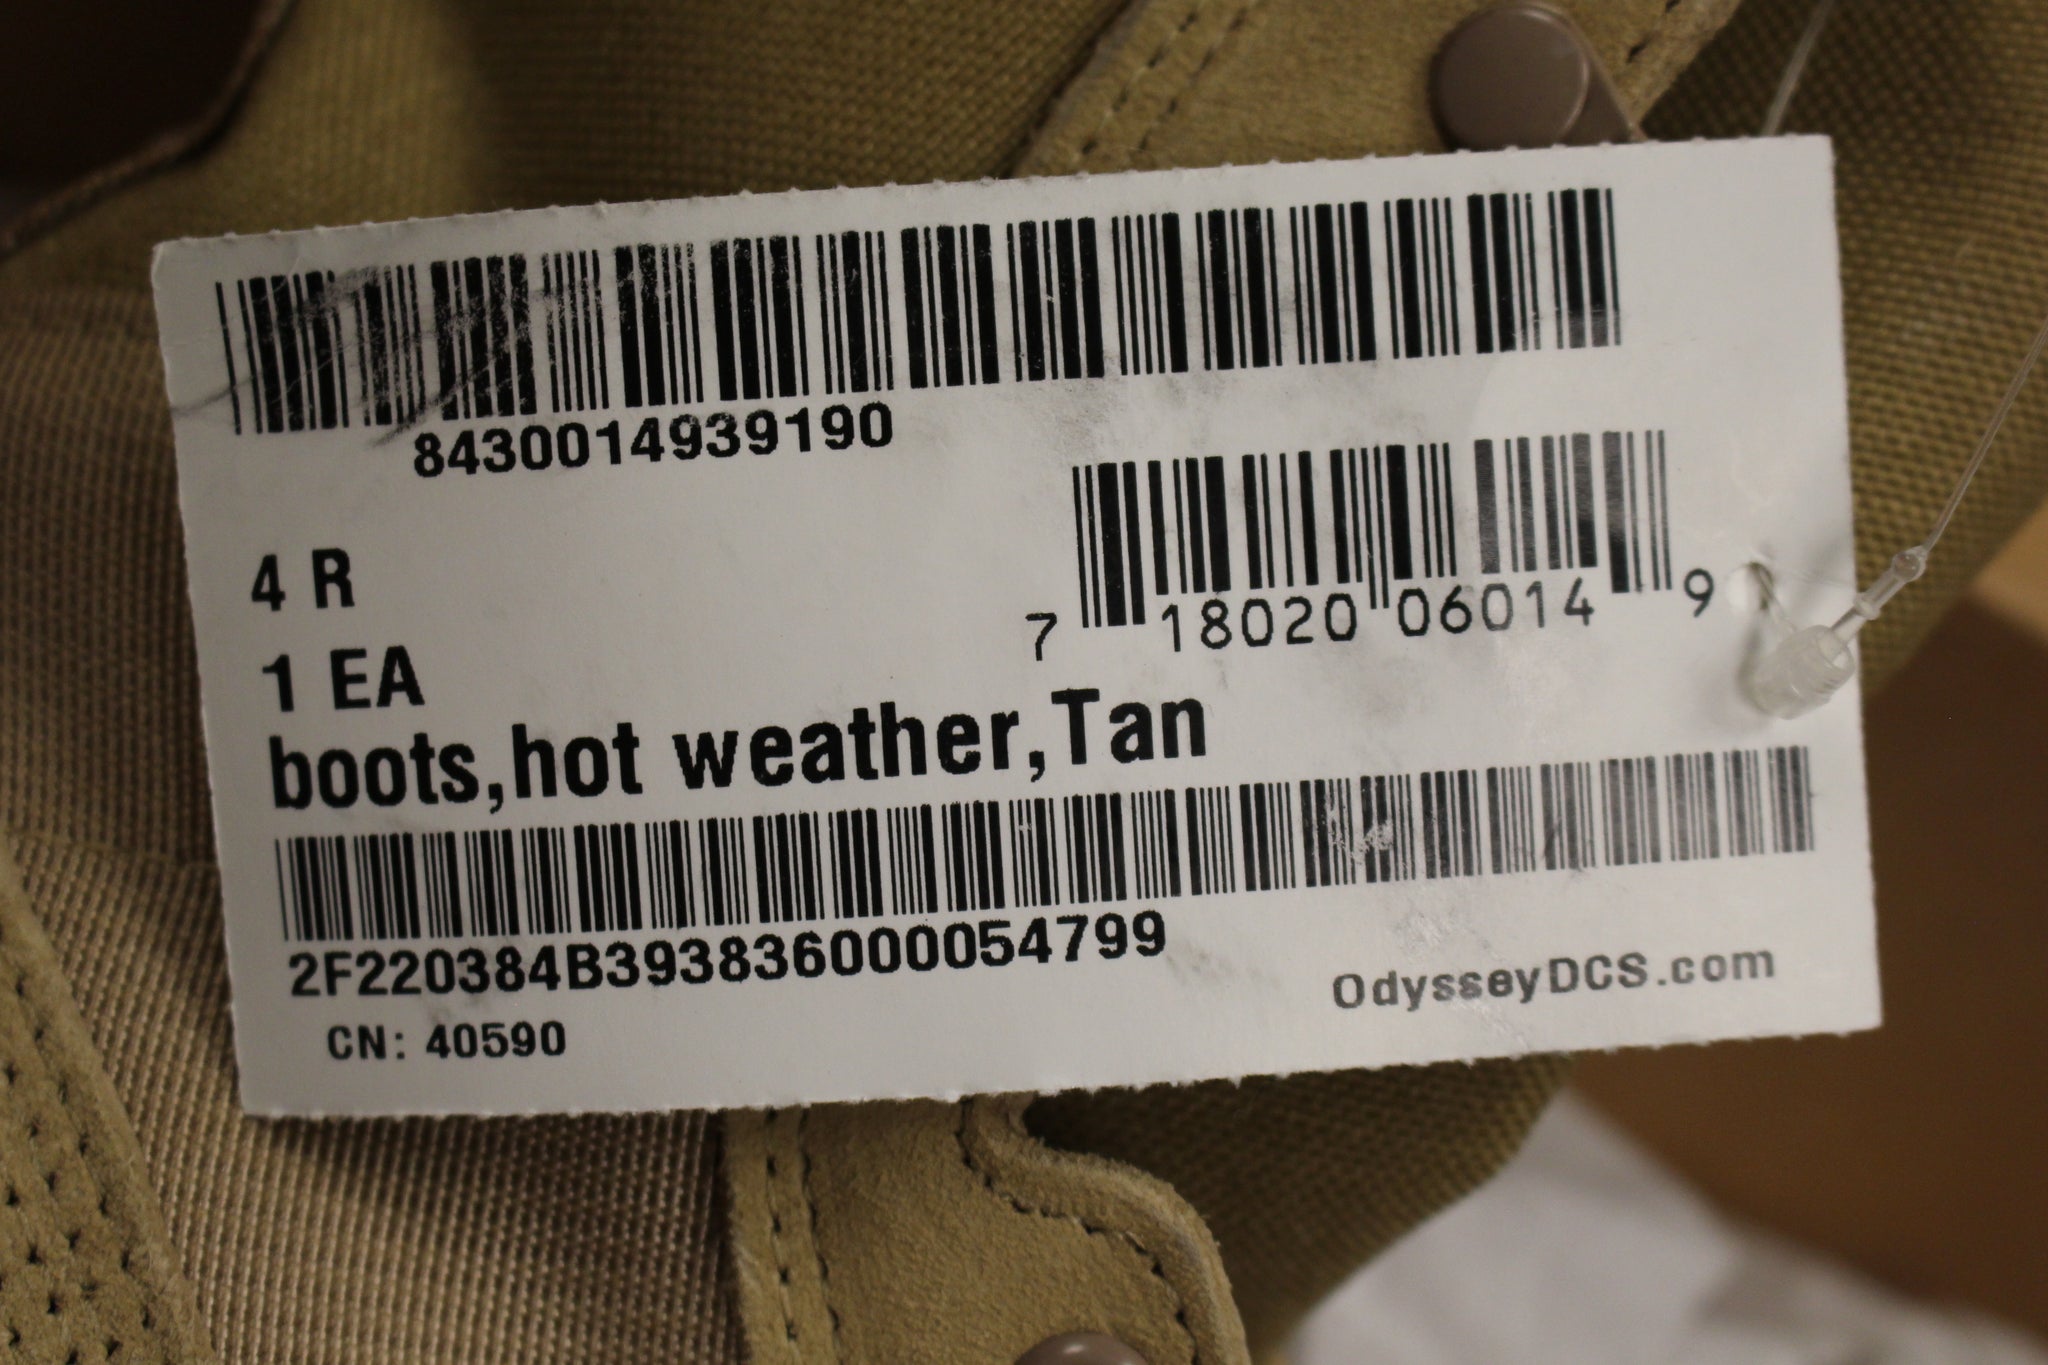 8430014939190
4 R
7 18020 06014 9
1 EA
boots,hot weather,Tan
2F220384B393836000054799
CN: 40590
OdysseyDCS.com